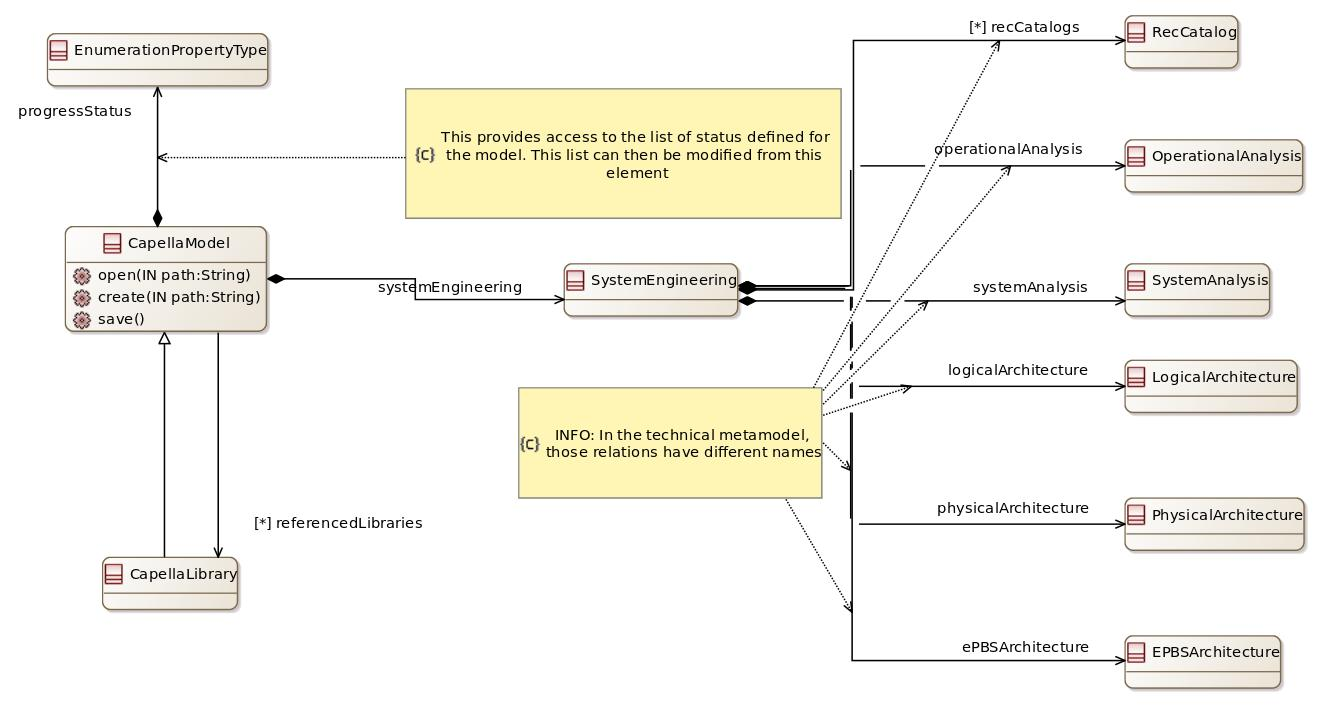 EnumerationPropertyType
progressStatus
{c} This provides access to the list of status defined for
the model. This list can then be modified from this
element
CapellaModel
open(IN path:String)
create(IN path:String)
save()
systemEngineering
SystemEngineering
[*] referencedLibraries
CapellaLibrary
{c} INFO: In the technical metamodel,
those relations have different names
[*] recCatalogs
RecCatalog
operationalAnalysis
OperationalAnalysis
systemAnalysis
SystemAnalysis
logicalArchitecture
LogicalArchitecture
physicalArchitecture
PhysicalArchitecture
ePBSArchitecture
EPBSArchitecture